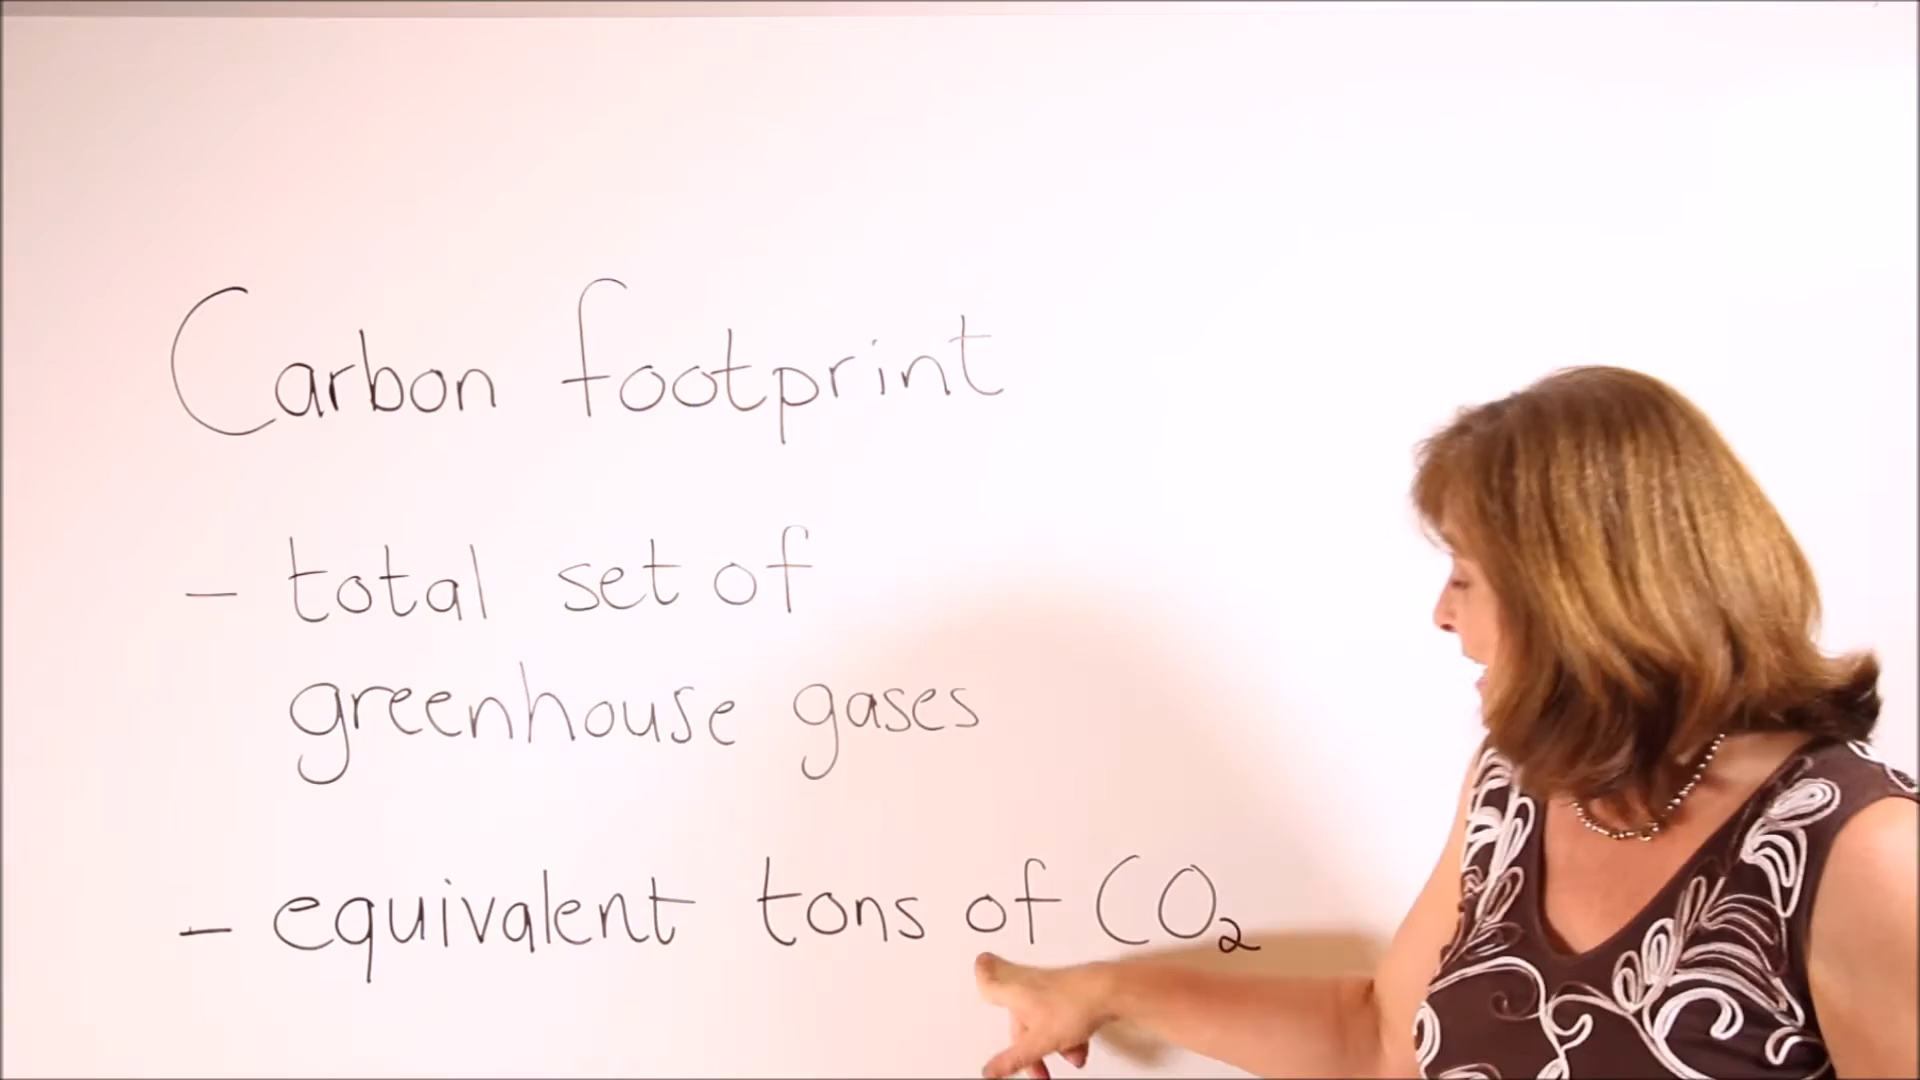 Carbon footprint
- total set of
greenhouse gases
- equivalent tons of CO₂